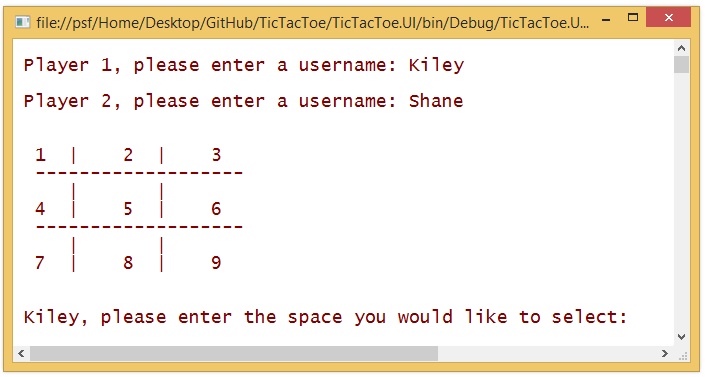 file://psf/Home/Desktop/GitHub/TicTacToe/TicTacToe.UI/bin/Debug/TicTacToe.U...
Player 1, please enter a username: Kiley
Player 2, please enter a username: Shane
1 | 2 | 3
-------------------
| |
4 | 5 | 6
-------------------
| |
7 | 8 | 9
Kiley, please enter the space you would like to select: